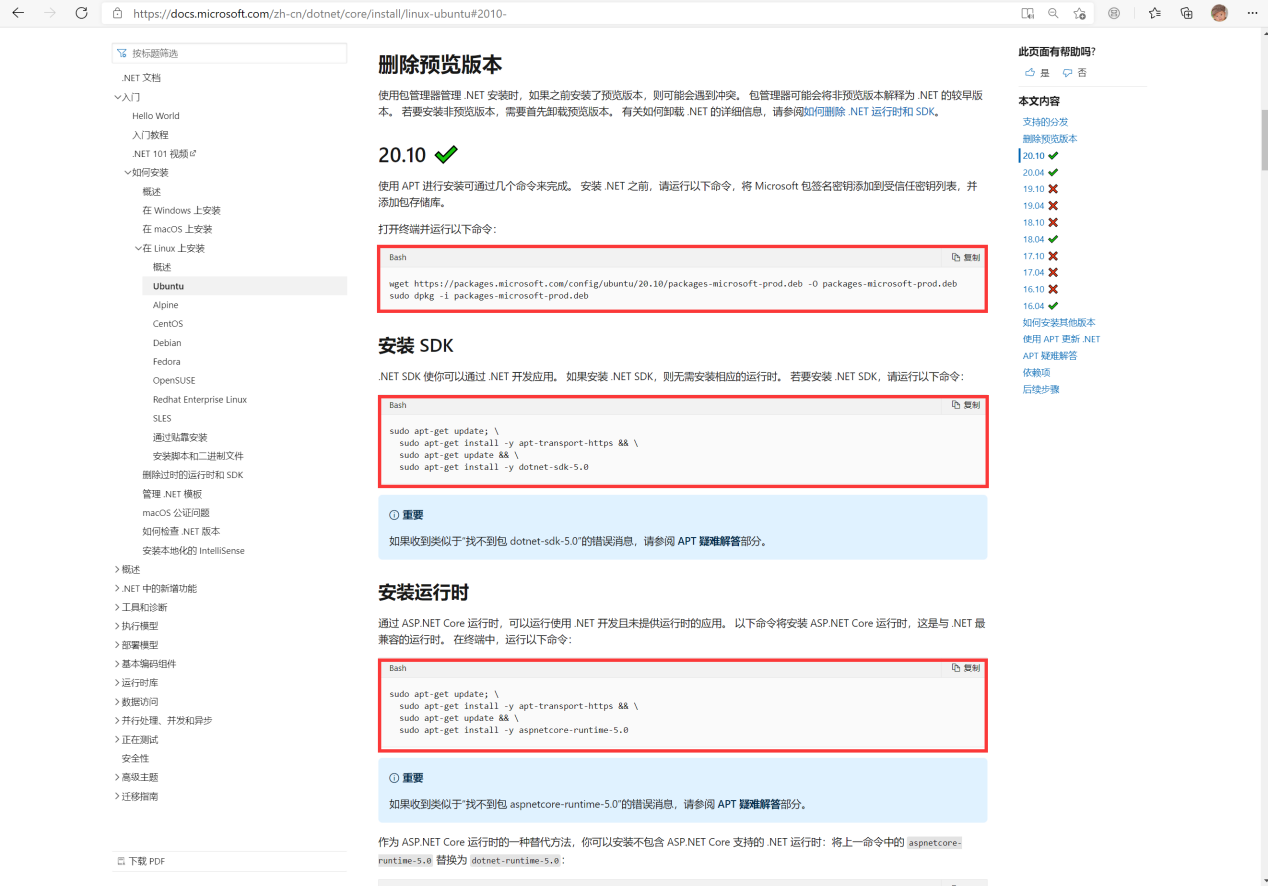 https://docs.microsoft.com/zh-cn/dotnet/core/install/linux-ubuntu#2010-
按标题筛选
.NET 文档
入门
Hello World
入门教程
.NET 101 视频
如何安装
概述
在 Windows 上安装
在 macOS 上安装
在 Linux 上安装
概述
Ubuntu
Alpine
CentOS
Debian
Fedora
OpenSUSE
Redhat Enterprise Linux
SLES
通过贴靠安装
安装脚本和二进制文件
删除过时的运行时和 SDK
管理 .NET 模板
macOS 公证问题
如何检查 .NET 版本
安装本地化的 IntelliSense
概述
.NET 中的新增功能
工具和诊断
执行模型
部署模型
基本编码组件
运行时库
数据访问
并行处理、并发和异步
正在测试
安全性
高级主题
迁移指南
下载 PDF
删除预览版本
使用包管理器管理 .NET 安装时，如果之前安装了预览版本，则可能会遇到冲突。 包管理器可能会将非预览版本解释为 .NET 的较早版
本。 若要安装非预览版本，需要首先卸载预览版本。 有关如何卸载 .NET 的详细信息，请参阅如何删除 .NET 运行时和 SDK。
20.10 ✔
使用 APT 进行安装可通过几个命令来完成。 安装 .NET 之前，请运行以下命令，将 Microsoft 包签名密钥添加到受信任密钥列表，并
添加包存储库。
打开终端并运行以下命令：
Bash 复制
wget https://packages.microsoft.com/config/ubuntu/20.10/packages-microsoft-prod.deb -O packages-microsoft-prod.deb
sudo dpkg -i packages-microsoft-prod.deb
安装 SDK
.NET SDK 使你可以通过 .NET 开发应用。 如果安装 .NET SDK，则无需安装相应的运行时。 若要安装 .NET SDK，请运行以下命令：
Bash 复制
sudo apt-get update; \
sudo apt-get install -y apt-transport-https && \
sudo apt-get update && \
sudo apt-get install -y dotnet-sdk-5.0
重要
如果收到类似于“找不到包 dotnet-sdk-5.0”的错误消息，请参阅 APT 疑难解答部分。
安装运行时
通过 ASP.NET Core 运行时，可以运行使用 .NET 开发且未提供运行时的应用。 以下命令将安装 ASP.NET Core 运行时，这是与 .NET 最
兼容的运行时。 在终端中，运行以下命令：
Bash 复制
sudo apt-get update; \
sudo apt-get install -y apt-transport-https && \
sudo apt-get update && \
sudo apt-get install -y aspnetcore-runtime-5.0
重要
如果收到类似于“找不到包 aspnetcore-runtime-5.0”的错误消息，请参阅 APT 疑难解答部分。
作为 ASP.NET Core 运行时的一种替代方法，你可以安装不包含 ASP.NET Core 支持的 .NET 运行时：将上一命令中的 aspnetcore-
runtime-5.0 替换为 dotnet-runtime-5.0：
此页面有帮助吗?
是 否
本文内容
支持的分发
删除预览版本
20.10 ✔
20.04 ✔
19.10 ❌
19.04 ❌
18.10 ❌
18.04 ✔
17.10 ❌
17.04 ❌
16.10 ❌
16.04 ✔
如何安装其他版本
使用 APT 更新 .NET
APT 疑难解答
依赖项
后续步骤